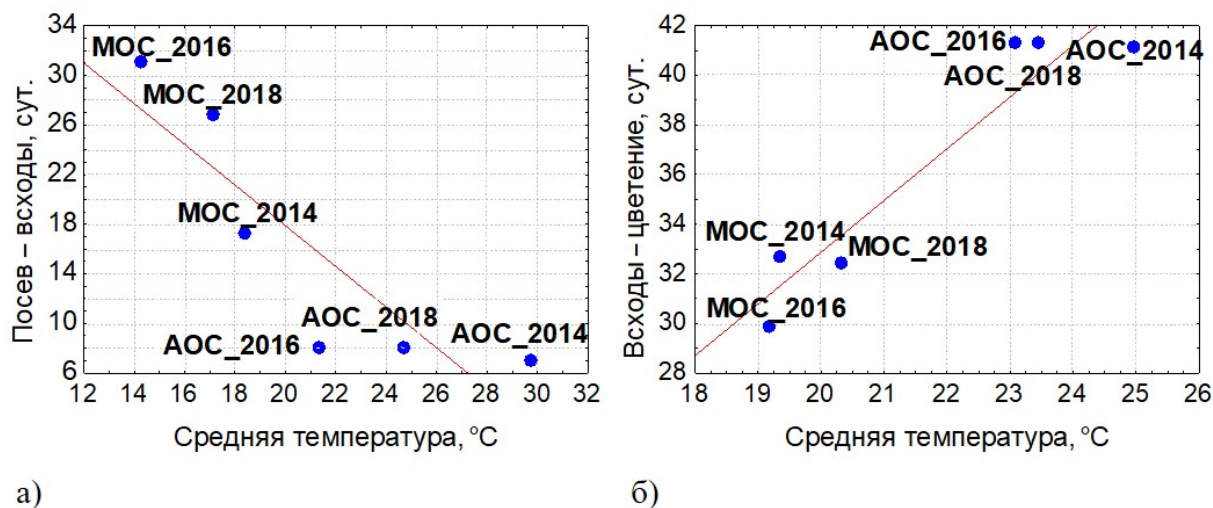 34
30
26
22
18
14
10
6
Посев – всходы, сут.
МОС_2016
МОС_2018
МОС_2014
АОС_2018
АОС_2014
АОС_2016
12 14 16 18 20 22 24 26 28 30 32
Средняя температура, °С
а)
42
40
38
36
34
32
30
28
Всходы – цветение, сут.
АОС_2016
АОС_2014
АОС_2018
МОС_2014
МОС_2018
МОС_2016
18 19 20 21 22 23 24 25 26
Средняя температура, °С
б)